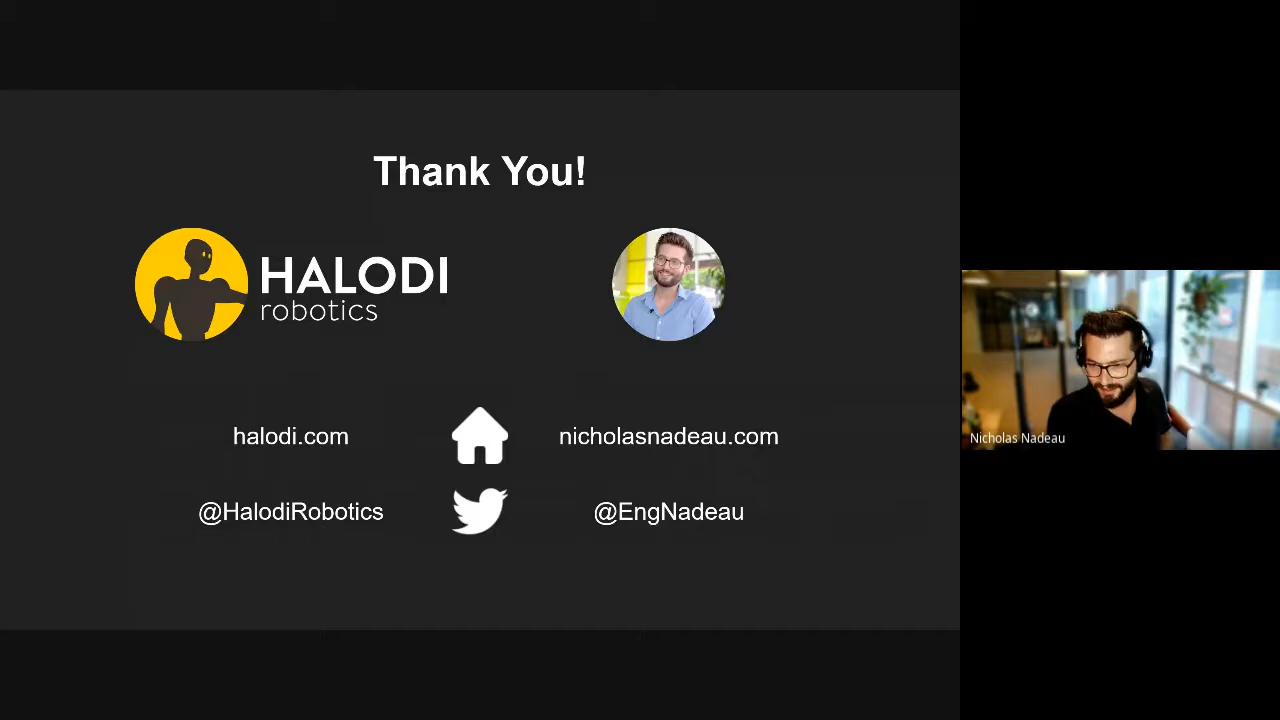 Thank You!
HALODI
robotics
halodi.com
nicholasnadeau.com
@HalodiRobotics
@EngNadeau
Nicholas Nadeau